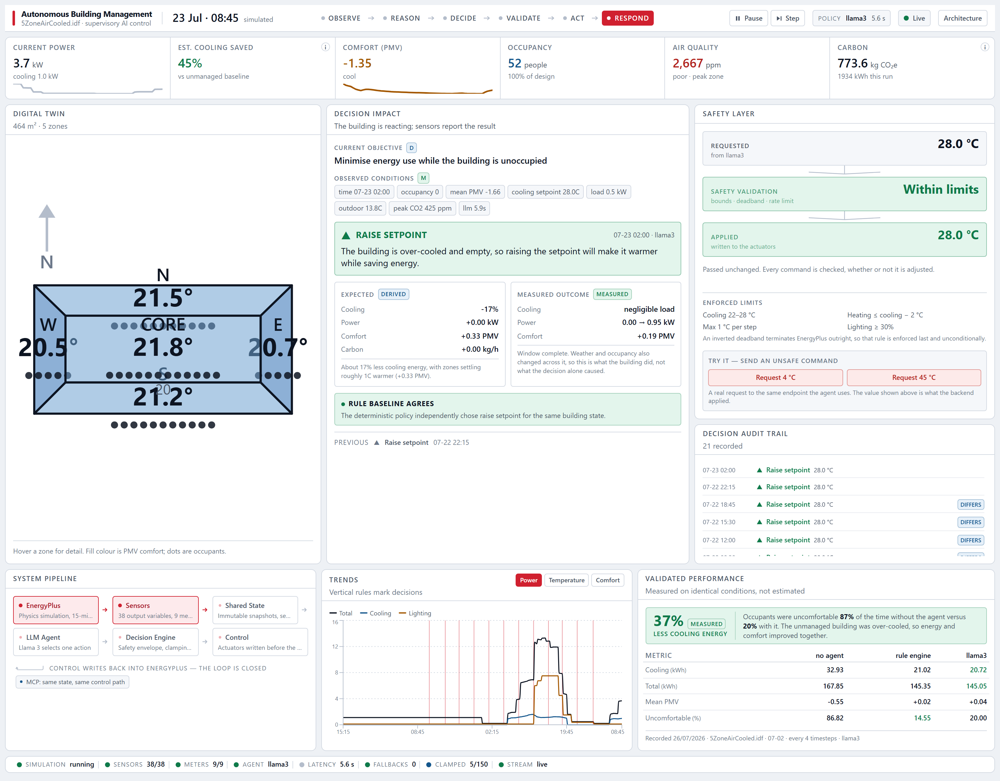 Autonomous Building Management
5ZoneAirCooled.idf · supervisory AI control
23 Jul · 08:45 simulated
OBSERVE → REASON → DECIDE → VALIDATE → ACT → RESPOND
Pause
Step
POLICY llama3 5.6 s
Live
Architecture
CURRENT POWER
3.7 kW
cooling 1.0 kW
EST. COOLING SAVED
i
45%
vs unmanaged baseline
COMFORT (PMV)
-1.35
cool
OCCUPANCY
52 people
100% of design
AIR QUALITY
2,667 ppm
poor · peak zone
CARBON
i
773.6 kg CO₂e
1934 kWh this run
DIGITAL TWIN
464 m² · 5 zones
N
N
21.5°
W
CORE
E
20.5°
21.8°
20.7°
S
20
21.2°
Hover a zone for detail. Fill colour is PMV comfort; dots are occupants.
DECISION IMPACT
The building is reacting; sensors report the result
CURRENT OBJECTIVE D
Minimise energy use while the building is unoccupied
OBSERVED CONDITIONS M
time 07-23 02:00
occupancy 0
mean PMV -1.66
cooling setpoint 28.0C
load 0.5 kW
outdoor 13.8C
peak CO2 425 ppm
llm 5.9s
▲ RAISE SETPOINT
07-23 02:00 · llama3
The building is over-cooled and empty, so raising the setpoint will make it warmer
while saving energy.
EXPECTED DERIVED
Cooling -17%
Power +0.00 kW
Comfort +0.33 PMV
Carbon +0.00 kg/h
About 17% less cooling energy, with zones settling
roughly 1C warmer (+0.33 PMV).
MEASURED OUTCOME MEASURED
Cooling negligible load
Power 0.00 → 0.95 kW
Comfort +0.19 PMV
Window complete. Weather and occupancy also
changed across it, so this is what the building did, not
what the decision alone caused.
RULE BASELINE AGREES
The deterministic policy independently chose raise setpoint for the same building state.
PREVIOUS ▲ Raise setpoint 07-22 22:15
SAFETY LAYER
REQUESTED
from llama3
28.0 °C
SAFETY VALIDATION
bounds · deadband · rate limit
Within limits
APPLIED
written to the actuators
28.0 °C
Passed unchanged. Every command is checked, whether or not it is adjusted.
ENFORCED LIMITS
Cooling 22–28 °C
Heating ≤ cooling − 2 °C
Max 1 °C per step
Lighting ≥ 30%
An inverted deadband terminates EnergyPlus outright, so that rule is enforced last and unconditionally.
TRY IT — SEND AN UNSAFE COMMAND
Request 4 °C
Request 45 °C
A real request to the same endpoint the agent uses. The value shown above is what the backend
applied.
DECISION AUDIT TRAIL
21 recorded
07-23 02:00 ▲ Raise setpoint 28.0 °C
07-22 22:15 ▲ Raise setpoint 28.0 °C
07-22 18:45 ▲ Raise setpoint 28.0 °C DIFFERS
07-22 15:30 ▲ Raise setpoint 28.0 °C DIFFERS
07-22 12:00 ▲ Raise setpoint 28.0 °C DIFFERS
SYSTEM PIPELINE
EnergyPlus
Physics simulation, 15-mi...
Sensors
38 output variables, 9 me...
Shared State
Immutable snapshots, se...
LLM Agent
Llama 3 selects one action
Decision Engine
Safety envelope, clampin...
Control
Actuators written before the ...
CONTROL WRITES BACK INTO ENERGYPLUS — THE LOOP IS CLOSED
MCP: same state, same control path
TRENDS
Vertical rules mark decisions
Power
Temperature
Comfort
Total Cooling Lighting
16
12
8
4
0
15:15 08:45 02:15 19:45 08:45
VALIDATED PERFORMANCE
Measured on identical conditions, not estimated
37% MEASURED
LESS COOLING ENERGY
Occupants were uncomfortable 87% of the time without the agent versus
20% with it. The unmanaged building was over-cooled, so energy and
comfort improved together.
METRIC no agent rule engine llama3
Cooling (kWh) 32.93 21.02 20.72
Total (kWh) 167.85 145.35 145.05
Mean PMV -0.55 +0.02 +0.04
Uncomfortable (%) 86.82 14.55 20.00
Recorded 26/07/2026 · 5ZoneAirCooled.idf · 07-02 · every 4 timesteps · llama3
SIMULATION running
SENSORS 38/38
METERS 9/9
AGENT llama3
LATENCY 5.6 s
FALLBACKS 0
CLAMPED 5/150
STREAM live